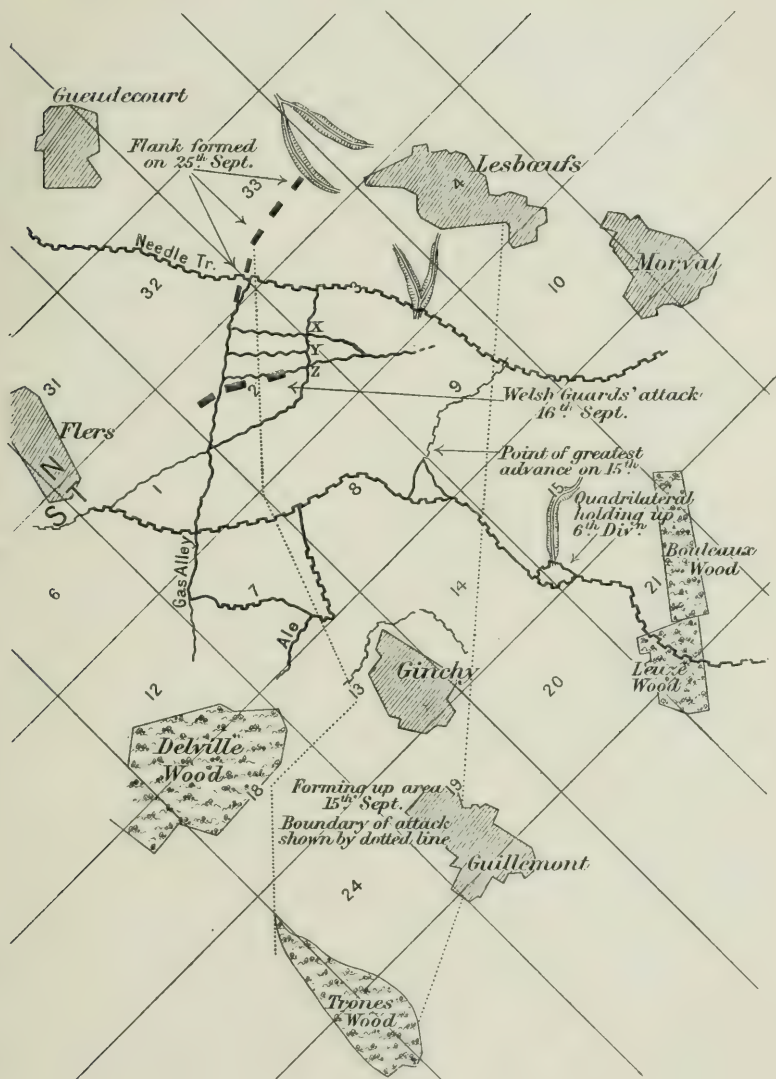 Gueudecourt
Flank formed
on 25th Sept.
33
Lesbœufs
4
Needle Tr.
32
3
10
Morval
X
Y
Z
31
2
9
Welsh Guards' attack
16th Sept.
Flers
N
S
Point of greatest
advance on 15th
1
8
15
Quadrilateral
holding up
6th Divn.
Bouleaux
Wood
6
Gas Alley
7
14
21
Ale
Ginchy
13
20
Leuze
Wood
12
Delville
Wood
18
Forming up area
15th Sept.
19
Boundary of attack
shown by dotted line
Guillemont
24
Trones
Wood